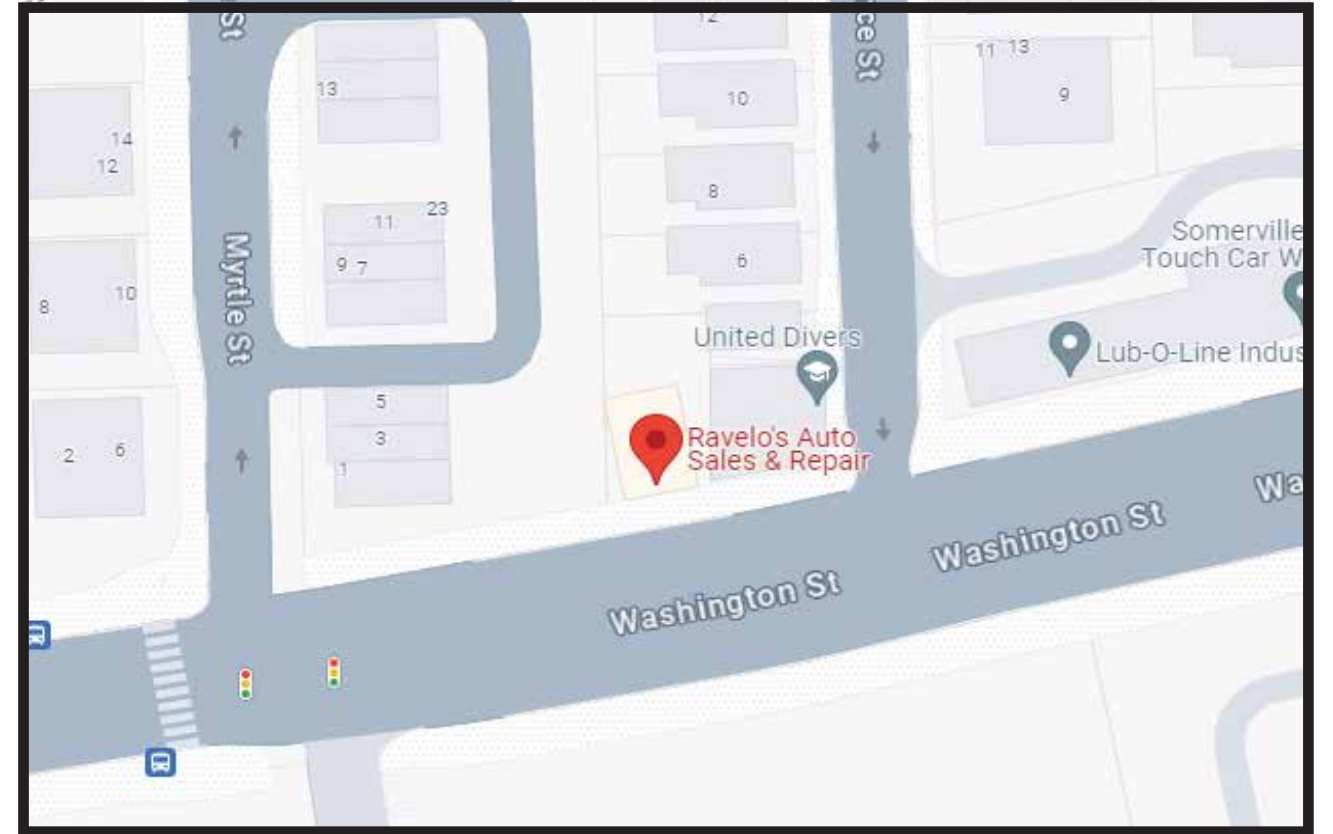 St
12
ce St
11 13
13
10
9
14
12
8
11
23
Myrtle St
9 7
6
10
8
Somerville
Touch Car W
United Divers
Lub-O-Line Indus
5
3
1
2
6
Ravelo's Auto
Sales & Repair
Wa
Washington St
Washington St